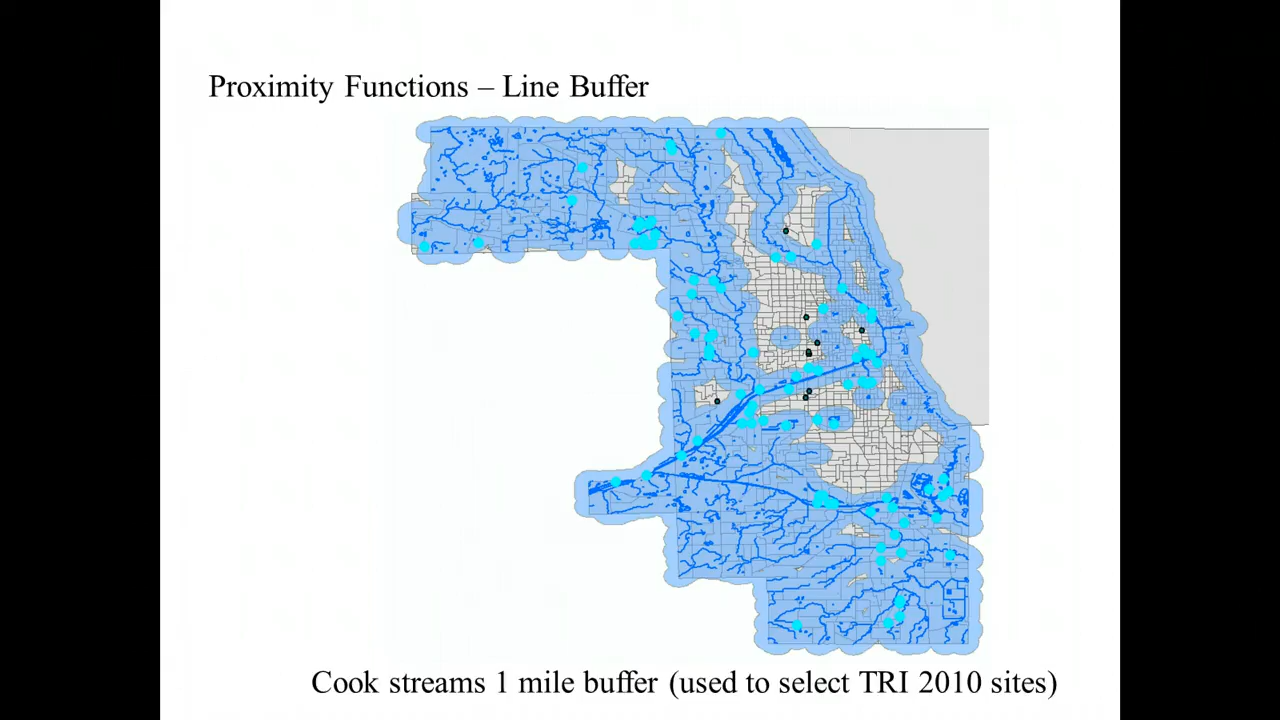 Proximity Functions – Line Buffer
Cook streams 1 mile buffer (used to select TRI 2010 sites)